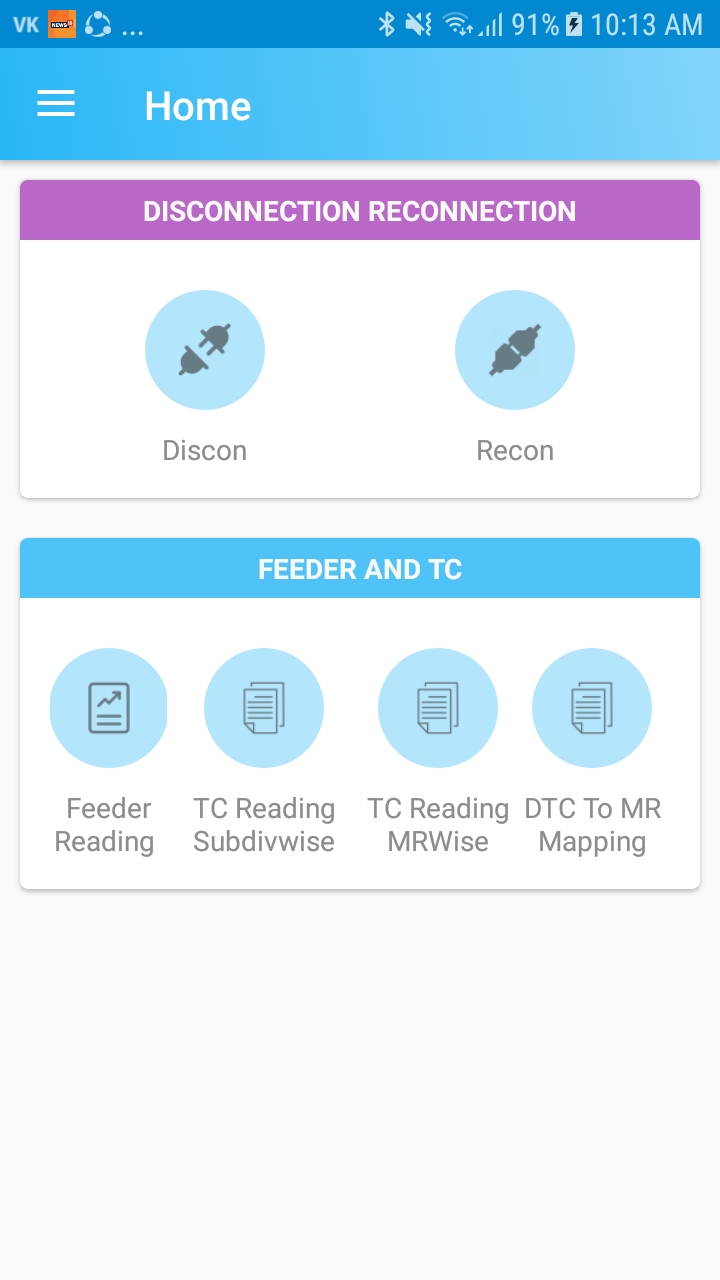 VK NEWS ... 91% 10:13 AM
Home
DISCONNECTION RECONNECTION
Discon Recon
FEEDER AND TC
Feeder TC Reading TC Reading DTC To MR
Reading Subdivwise MRWise Mapping